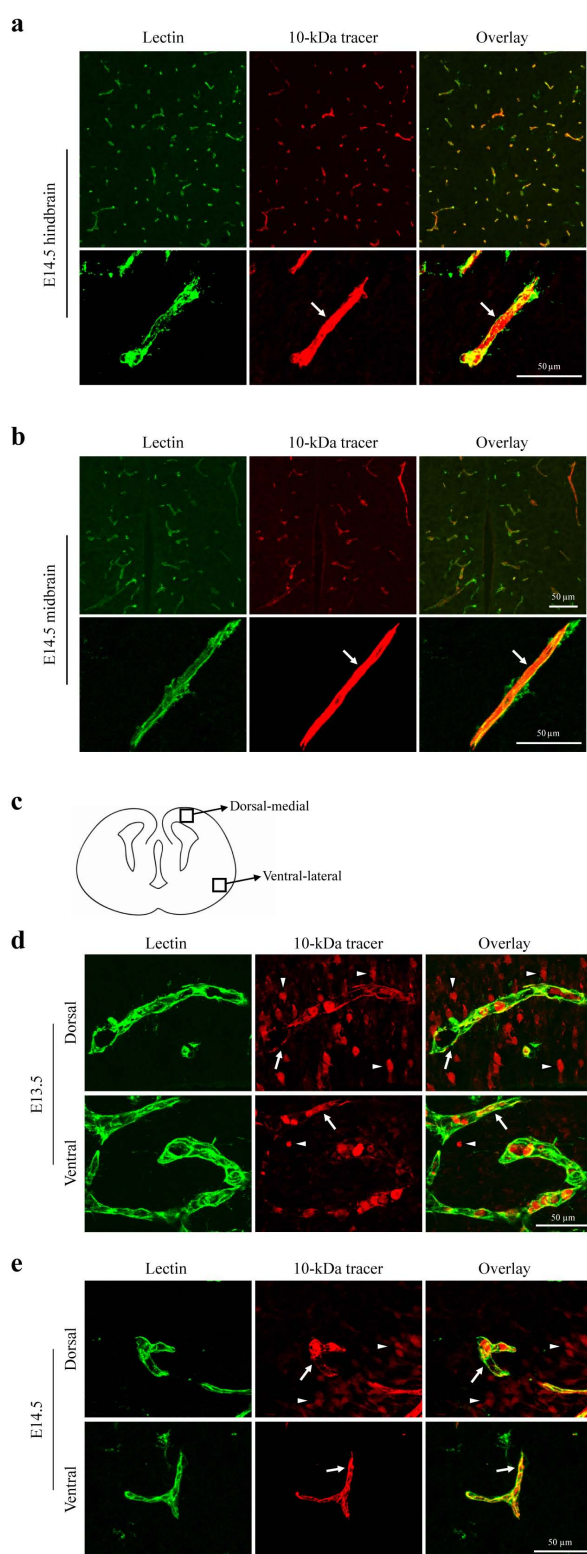 a
Lectin 10-kDa tracer Overlay
E14.5 hindbrain
50 µm
b
Lectin 10-kDa tracer Overlay
E14.5 midbrain
50 µm
50 µm
c
Dorsal-medial
Ventral-lateral
d
Lectin 10-kDa tracer Overlay
E13.5
Dorsal
Ventral
50 µm
e
Lectin 10-kDa tracer Overlay
E14.5
Dorsal
Ventral
50 µm